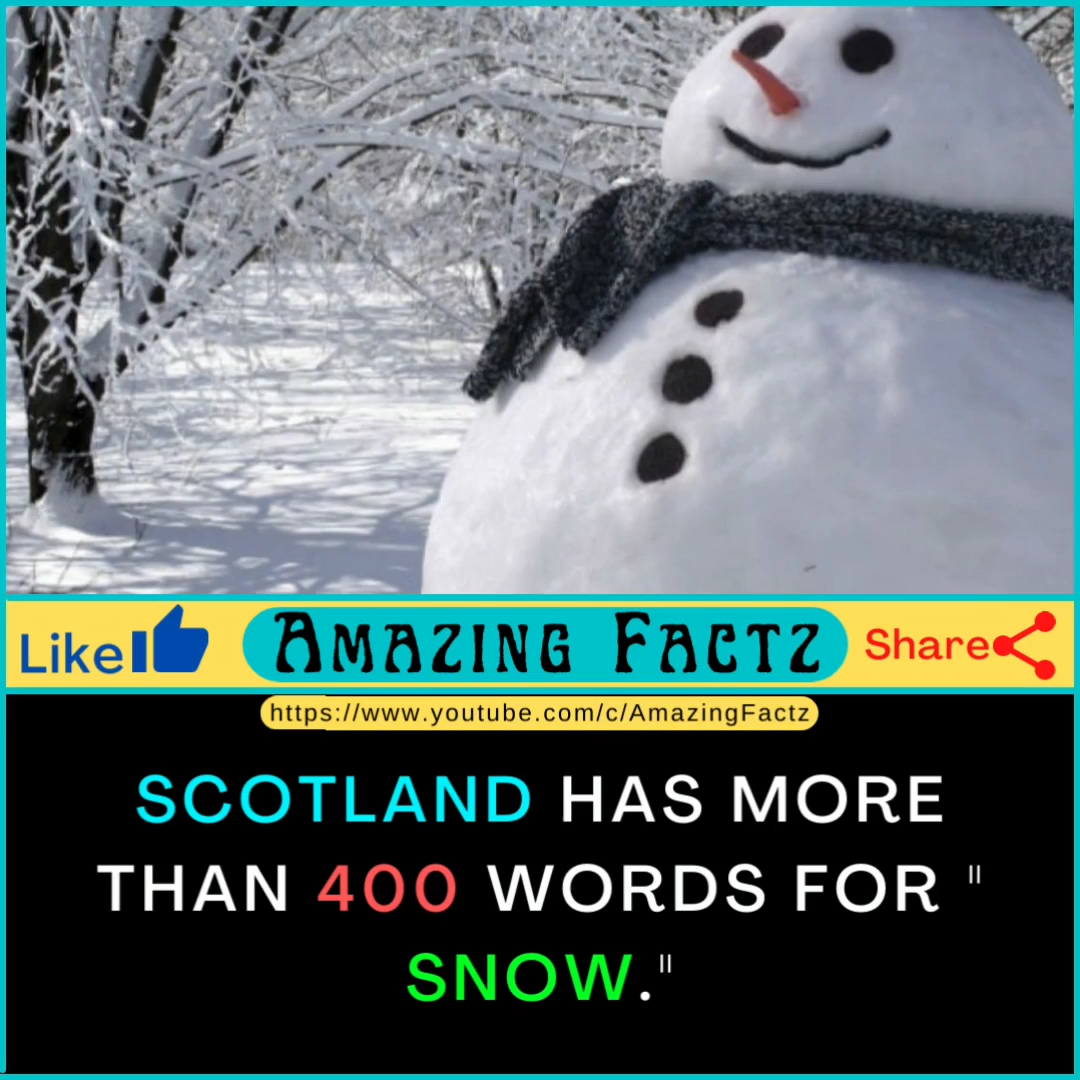 Like
Amazing Factz
Share
https://www.youtube.com/c/AmazingFactz
SCOTLAND HAS MORE
THAN 400 WORDS FOR "
SNOW."